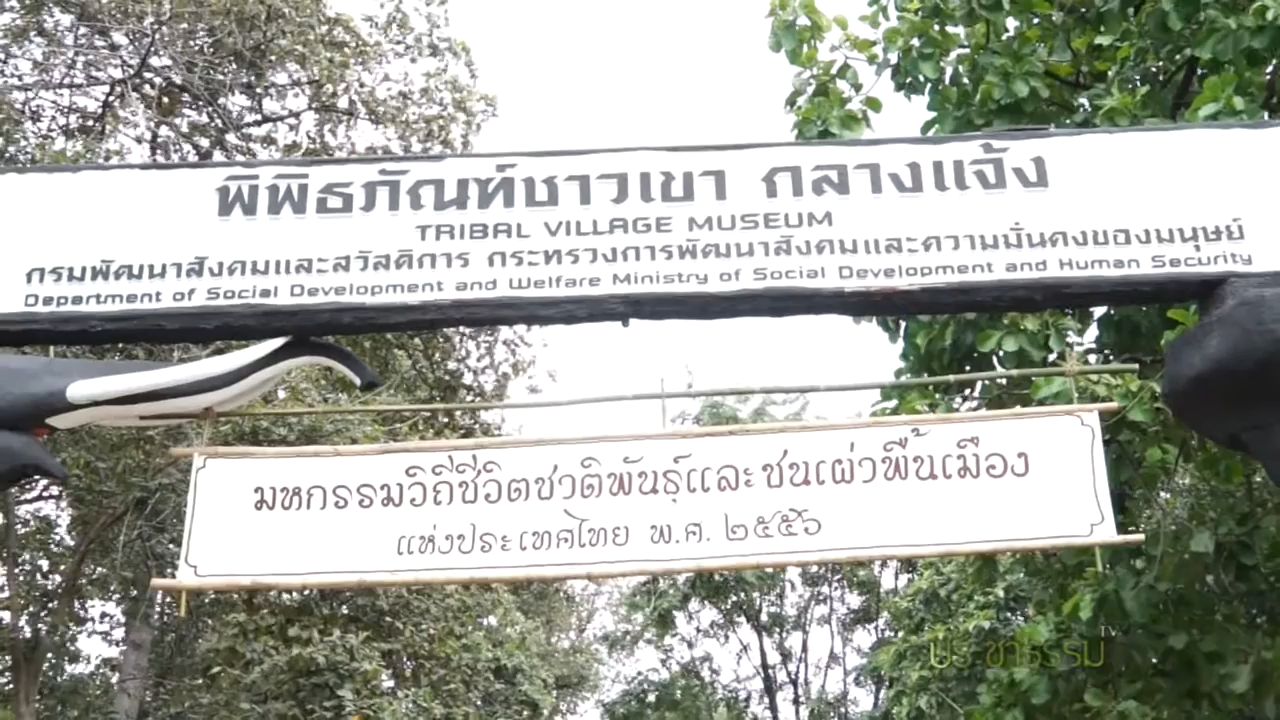 พิพิธภัณฑ์ชาวเขา กลางแจ้ง
TRIBAL VILLAGE MUSEUM
กรมพัฒนาสังคมและสวัสดิการ กระทรวงการพัฒนาสังคมและความมั่นคงของมนุษย์
Department of Social Development and Welfare Ministry of Social Development and Human Security
มหกรรมวิถีชีวิตชาติพันธุ์และชนเผ่าพื้นเมือง
แห่งประเทศไทย พ.ศ. ๒๕๕๖
TV